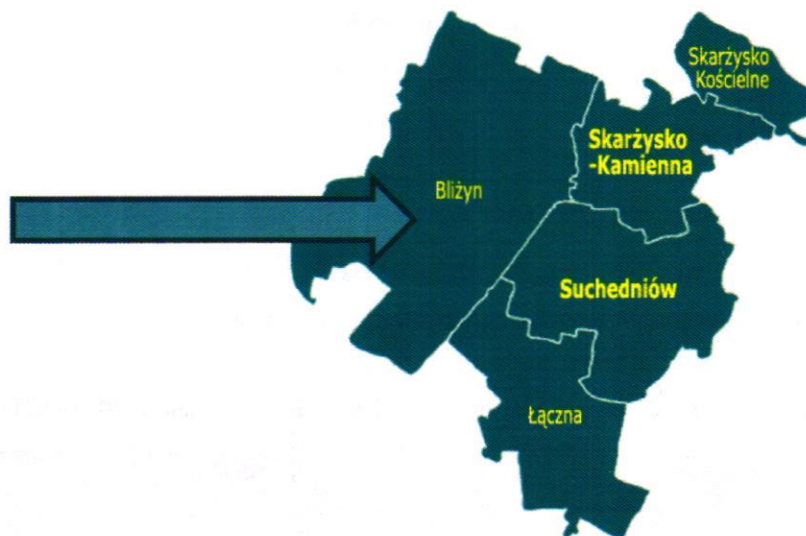 Skarżysko
Kościelne
Skarżysko
-Kamienna
Bliżyn
Suchedniów
Łączna